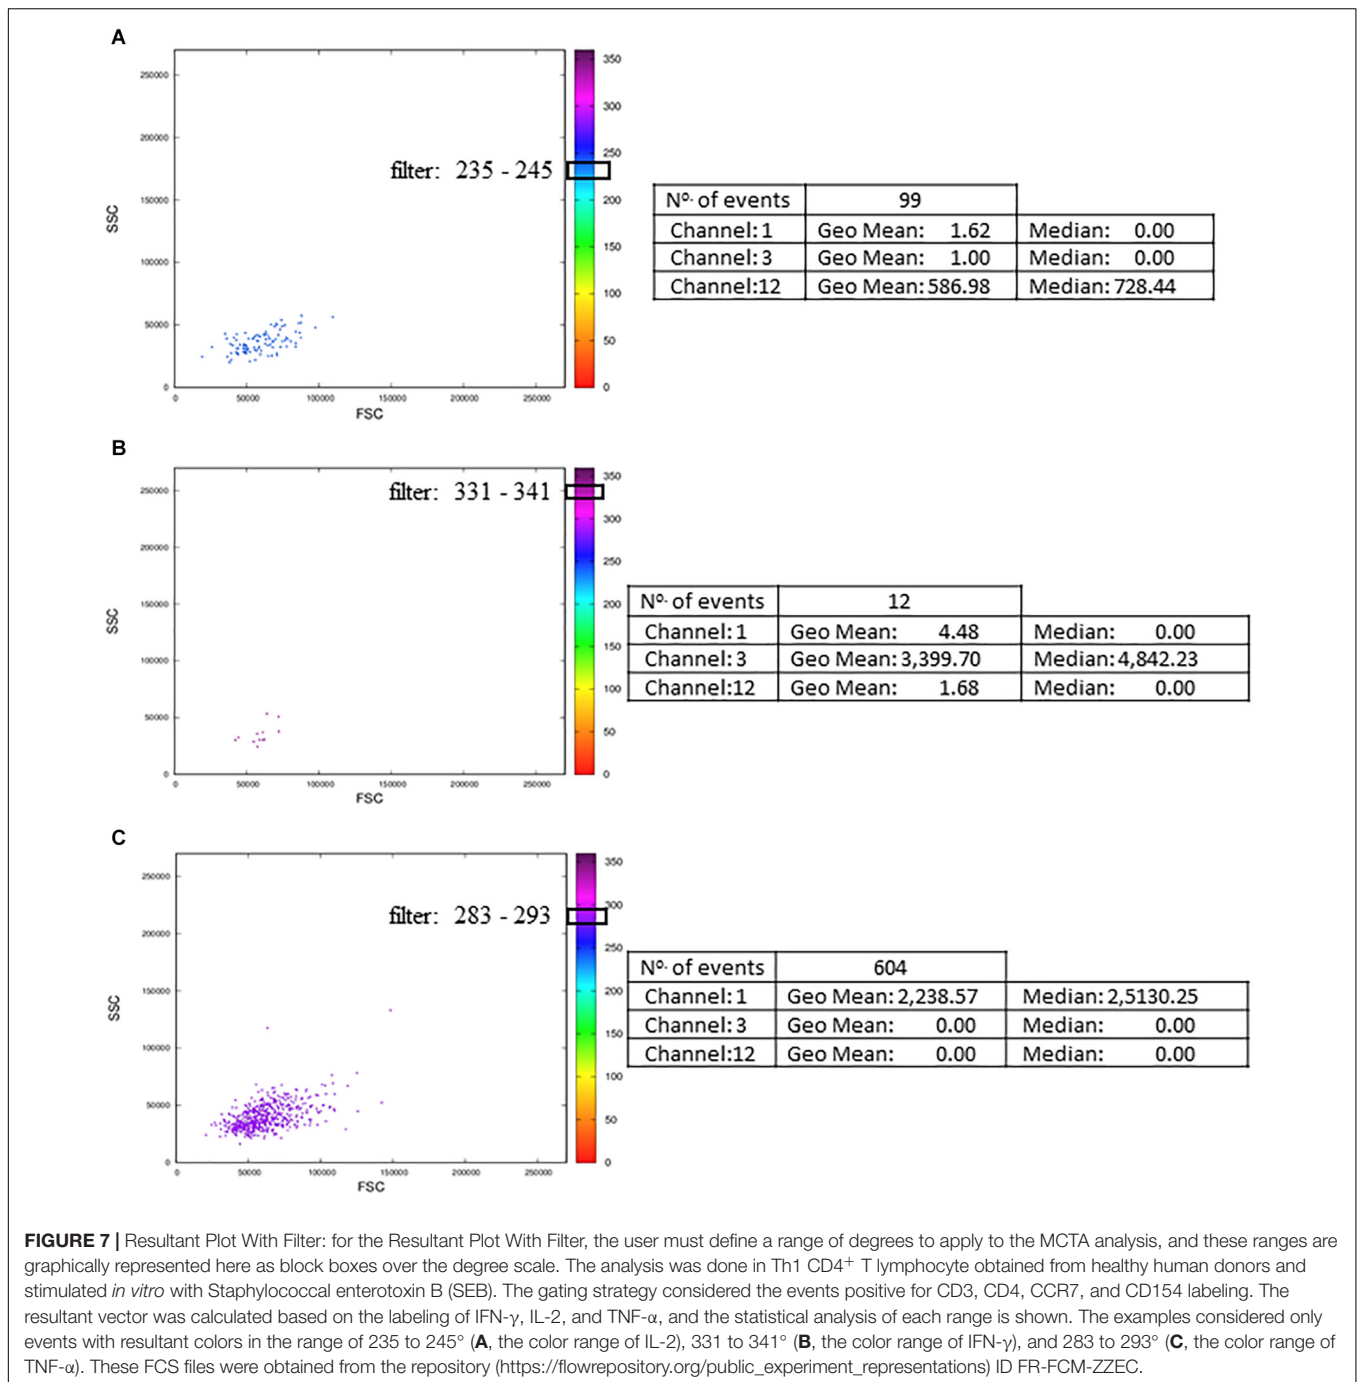 A
250000
200000
150000
100000
50000
0
SSC
0 50000 100000 150000 200000 250000
FSC
350
300
250
200
150
100
50
0
filter: 235 - 245
Nº. of events 99
Channel: 1 Geo Mean: 1.62 Median: 0.00
Channel: 3 Geo Mean: 1.00 Median: 0.00
Channel:12 Geo Mean: 586.98 Median: 728.44
B
250000
200000
150000
100000
50000
0
SSC
0 50000 100000 150000 200000 250000
FSC
350
300
250
200
150
100
50
0
filter: 331 - 341
Nº. of events 12
Channel: 1 Geo Mean: 4.48 Median: 0.00
Channel: 3 Geo Mean: 3,399.70 Median: 4,842.23
Channel:12 Geo Mean: 1.68 Median: 0.00
C
250000
200000
150000
100000
50000
0
SSC
0 50000 100000 150000 200000 250000
FSC
350
300
250
200
150
100
50
0
filter: 283 - 293
Nº. of events 604
Channel: 1 Geo Mean: 2,238.57 Median: 2,5130.25
Channel: 3 Geo Mean: 0.00 Median: 0.00
Channel:12 Geo Mean: 0.00 Median: 0.00
FIGURE 7 | Resultant Plot With Filter: for the Resultant Plot With Filter, the user must define a range of degrees to apply to the MCTA analysis, and these ranges are
graphically represented here as block boxes over the degree scale. The analysis was done in Th1 CD4⁺ T lymphocyte obtained from healthy human donors and
stimulated in vitro with Staphylococcal enterotoxin B (SEB). The gating strategy considered the events positive for CD3, CD4, CCR7, and CD154 labeling. The
resultant vector was calculated based on the labeling of IFN-γ, IL-2, and TNF-α, and the statistical analysis of each range is shown. The examples considered only
events with resultant colors in the range of 235 to 245° (A, the color range of IL-2), 331 to 341° (B, the color range of IFN-γ), and 283 to 293° (C, the color range of
TNF-α). These FCS files were obtained from the repository (https://flowrepository.org/public_experiment_representations) ID FR-FCM-ZZEC.